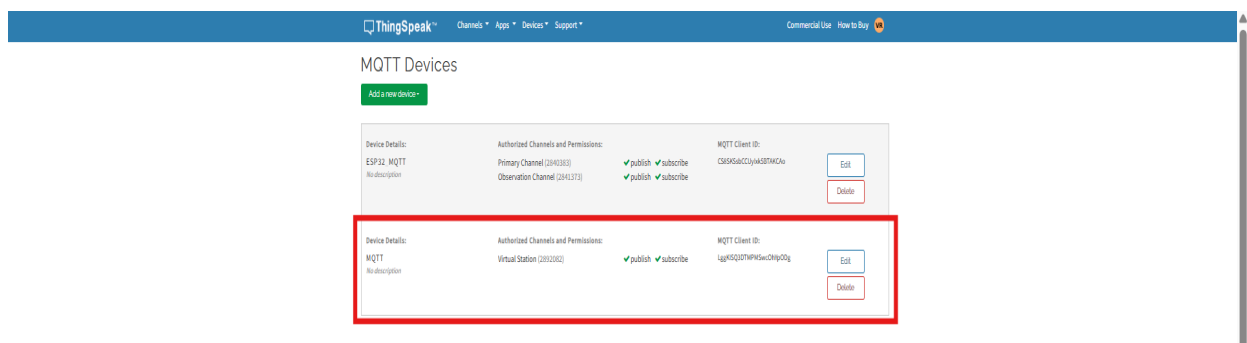 ThingSpeak™ Channels Apps Devices Support Commercial Use How to Buy VR
MQTT Devices
Add a new device
Device Details: Authorized Channels and Permissions: MQTT Client ID:
ESP32_MQTT Primary Channel (2840383) ✔publish ✔subscribe Edit
No description Observation Channel (2841373) ✔publish ✔subscribe
Delete
Device Details: Authorized Channels and Permissions: MQTT Client ID:
MQTT Virtual Station (2892082) ✔publish ✔subscribe Edit
No description
Delete